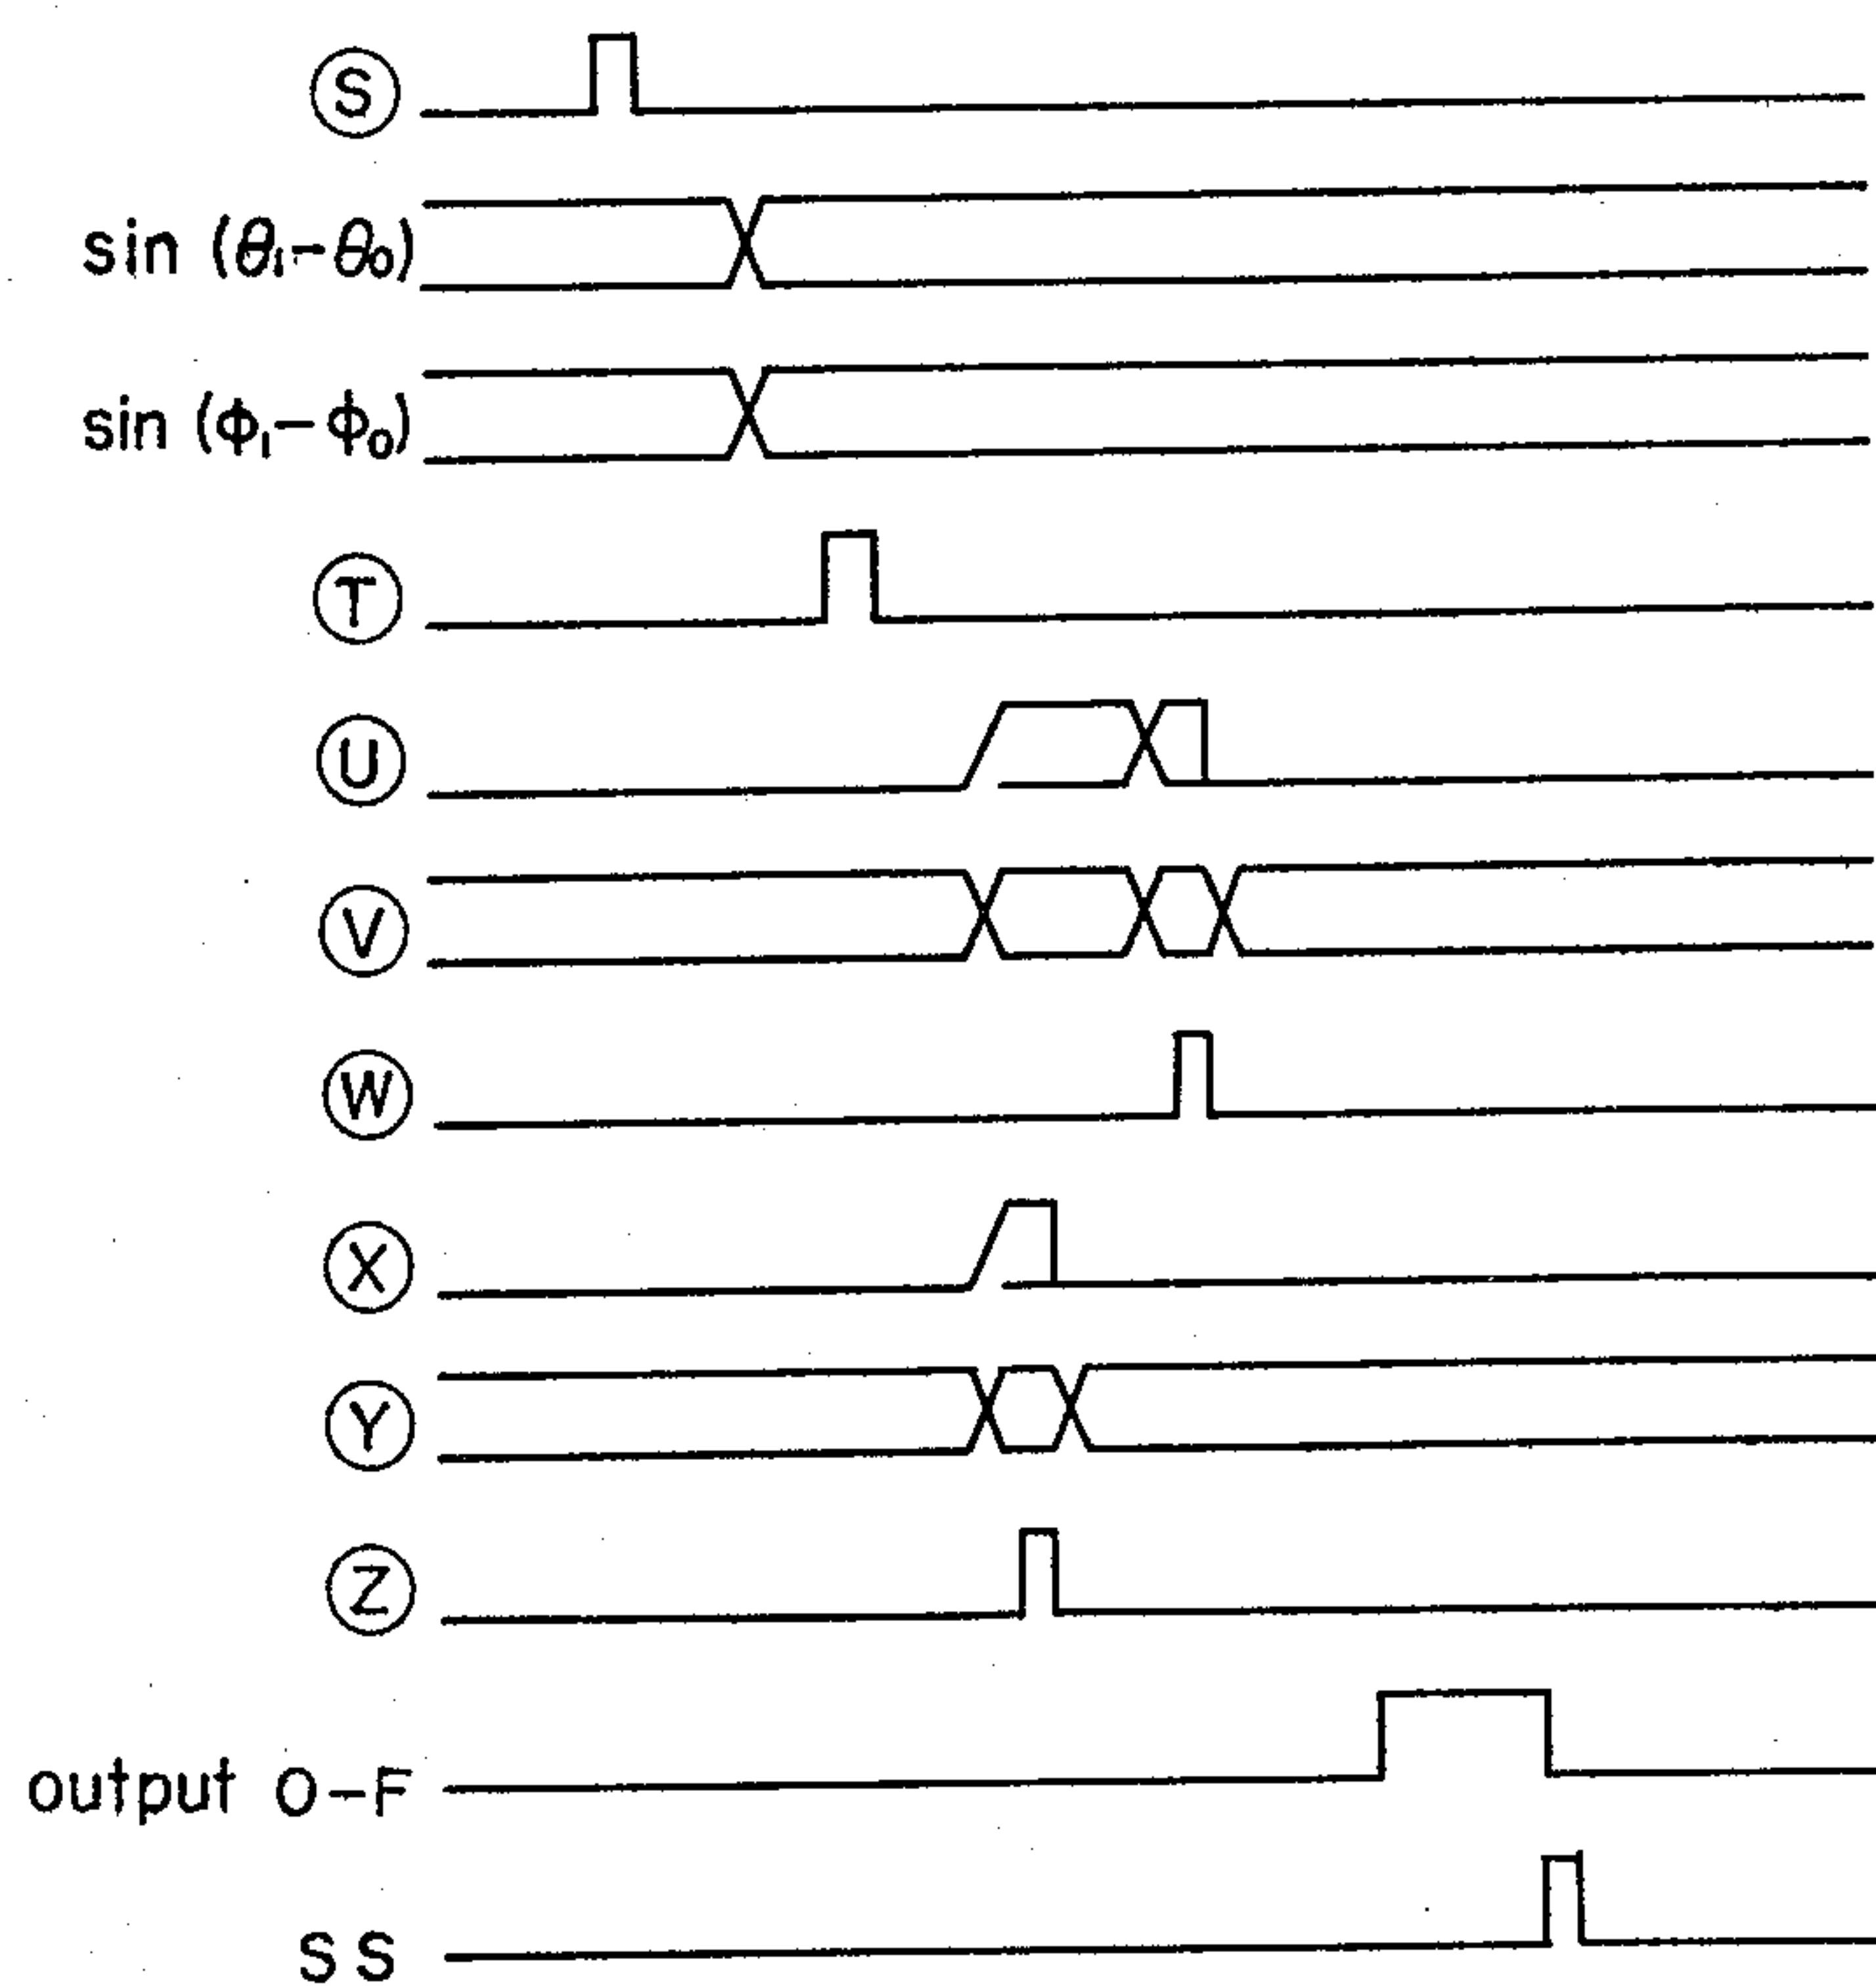 S
sin (θ₁−θ₀)
sin (ϕ₁−ϕ₀)
T
U
V
W
X
Y
Z
output O−F
SS